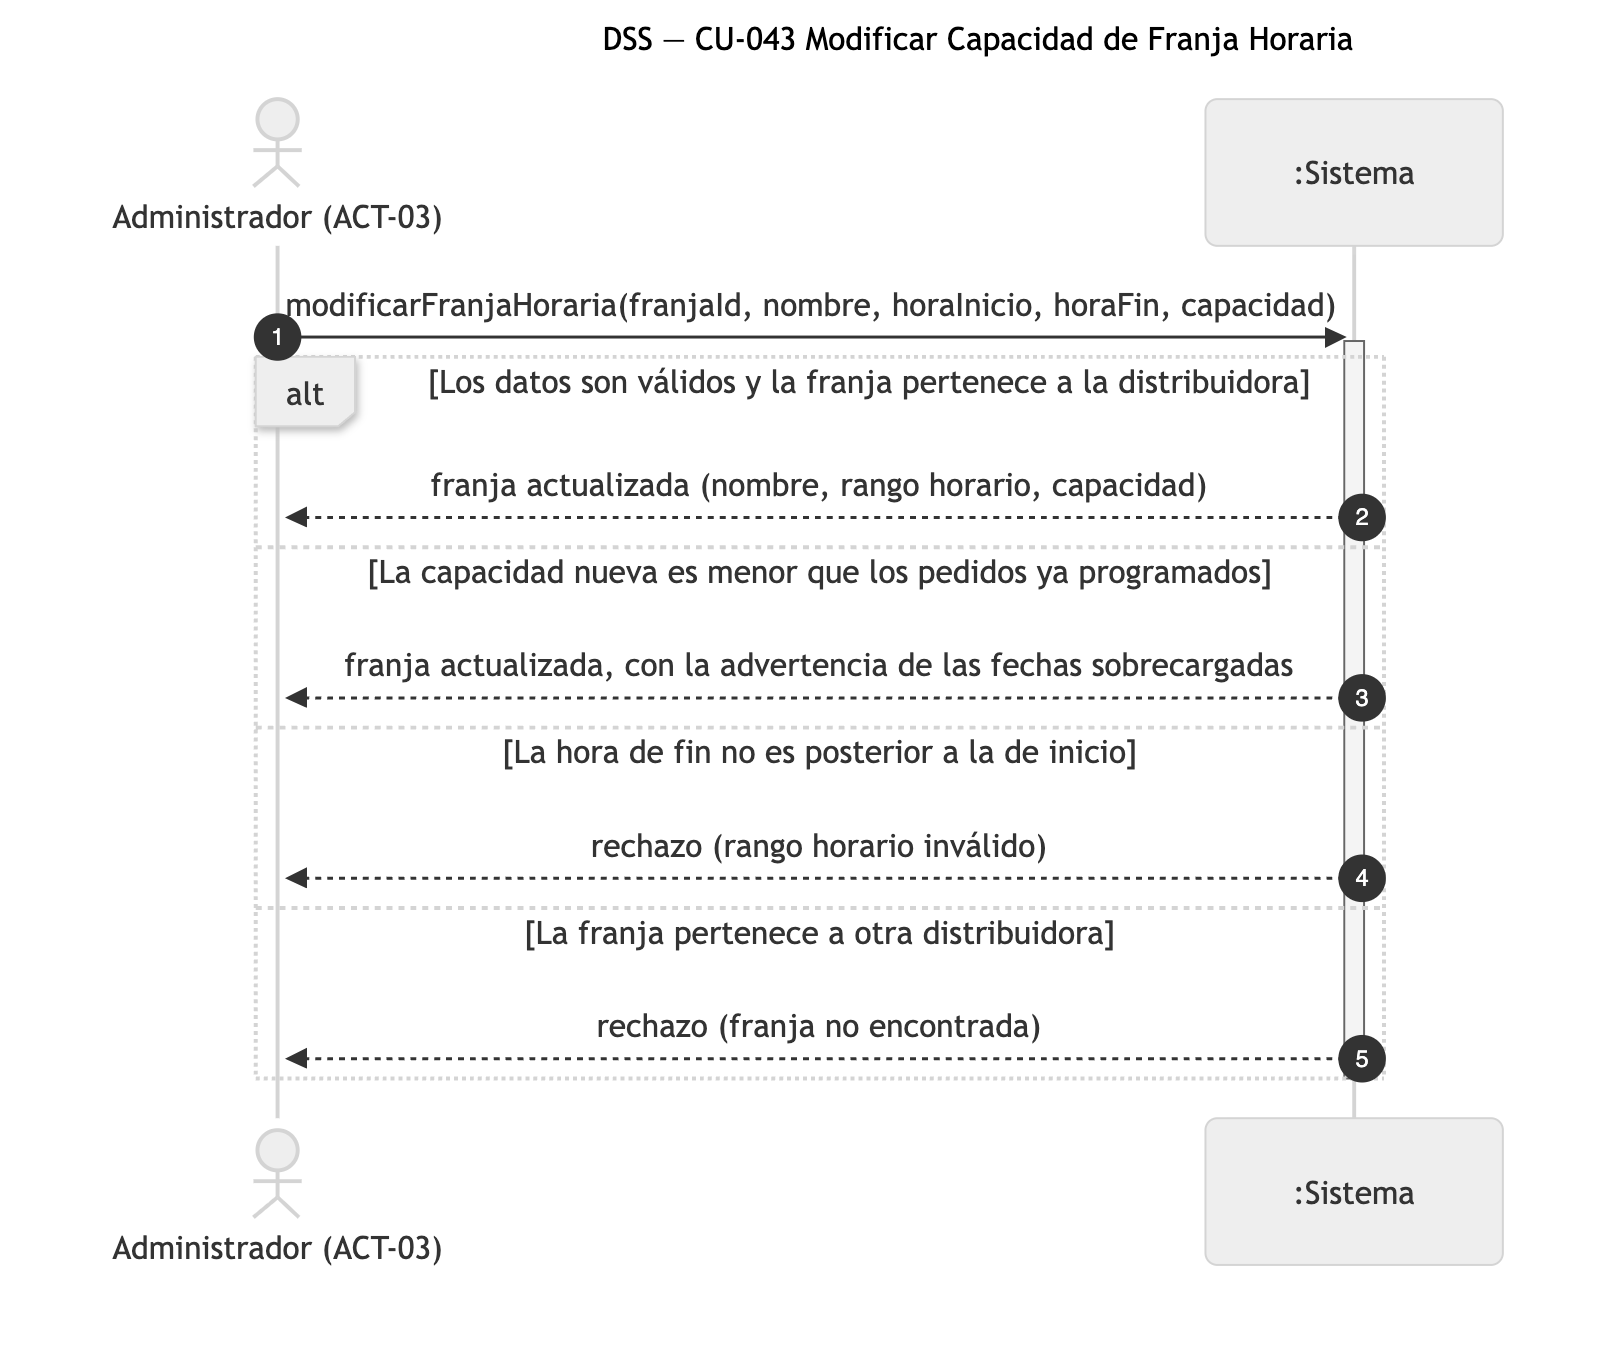 DSS — CU-043 Modificar Capacidad de Franja Horaria
Administrador (ACT-03)
:Sistema
modificarFranjaHoraria(franjaId, nombre, horaInicio, horaFin, capacidad)
1
alt
[Los datos son válidos y la franja pertenece a la distribuidora]
franja actualizada (nombre, rango horario, capacidad)
2
[La capacidad nueva es menor que los pedidos ya programados]
franja actualizada, con la advertencia de las fechas sobrecargadas
3
[La hora de fin no es posterior a la de inicio]
rechazo (rango horario inválido)
4
[La franja pertenece a otra distribuidora]
rechazo (franja no encontrada)
5
Administrador (ACT-03)
:Sistema